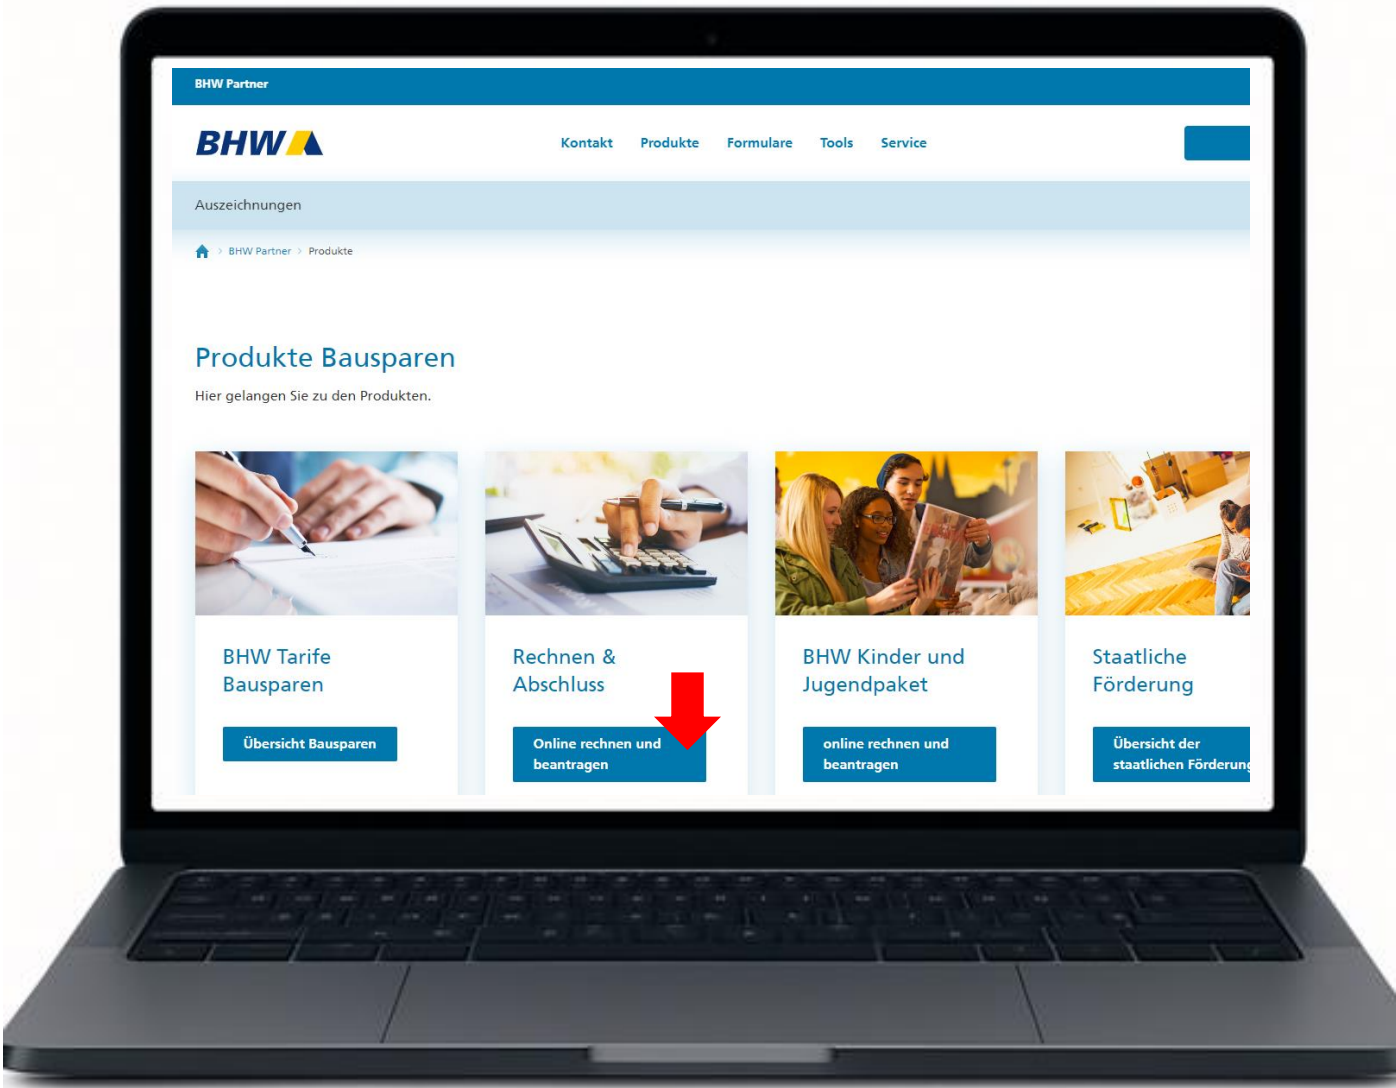 BHW Partner
BHW
Kontakt Produkte Formulare Tools Service
Auszeichnungen
> BHW Partner > Produkte
Produkte Bausparen
Hier gelangen Sie zu den Produkten.
BHW Tarife
Bausparen
Übersicht Bausparen
Rechnen &
Abschluss
Online rechnen und
beantragen
BHW Kinder und
Jugendpaket
online rechnen und
beantragen
Staatliche
Förderung
Übersicht der
staatlichen Förderung